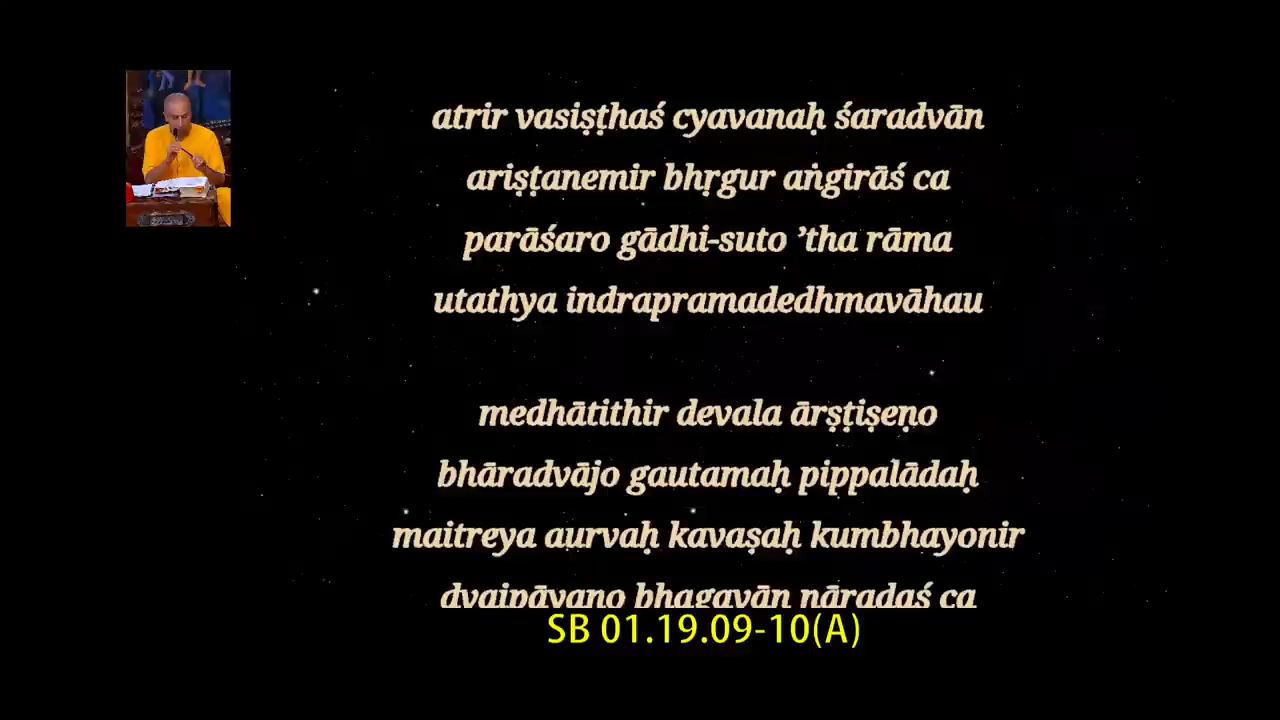 atrir vasiṣṭhaś cyavanaḥ śaradvān
ariṣṭanemir bhṛgur aṅgirāś ca
parāśaro gādhi-suto ’tha rāma
utathya indrapramadedhmavāhau
medhātithir devala ārṣṭiṣeṇo
bhāradvājo gautamaḥ pippalādaḥ
maitreya aurvaḥ kavaṣaḥ kumbhayonir
dvaipāyano bhagavān nāradaś ca
SB 01.19.09-10(A)